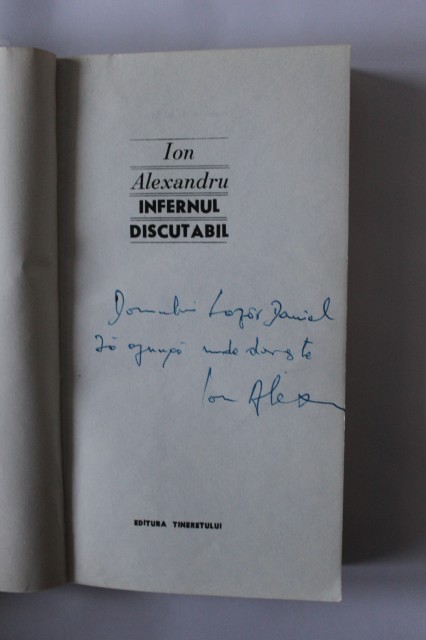 Ion
Alexandru
INFERNUL
DISCUTABIL
Domnului Lazăr Daniel
Să ajungă unde dorește
Ion Alex
EDITURA TINERETULUI